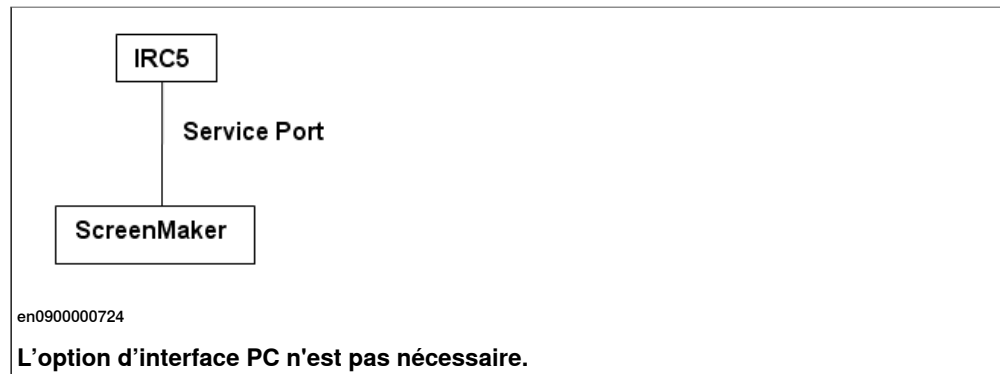 IRC5
Service Port
ScreenMaker
en0900000724
L’option d’interface PC n'est pas nécessaire.